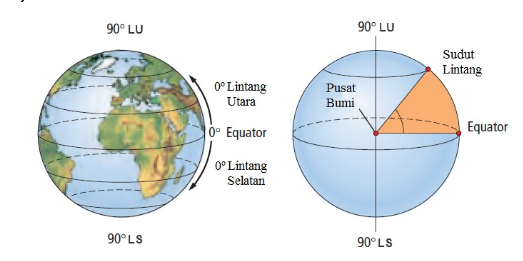 90° LU
0° Lintang
Utara
0° Equator
0° Lintang
Selatan
90° LS
90° LU
Sudut
Lintang
Pusat
Bumi
Equator
90° LS